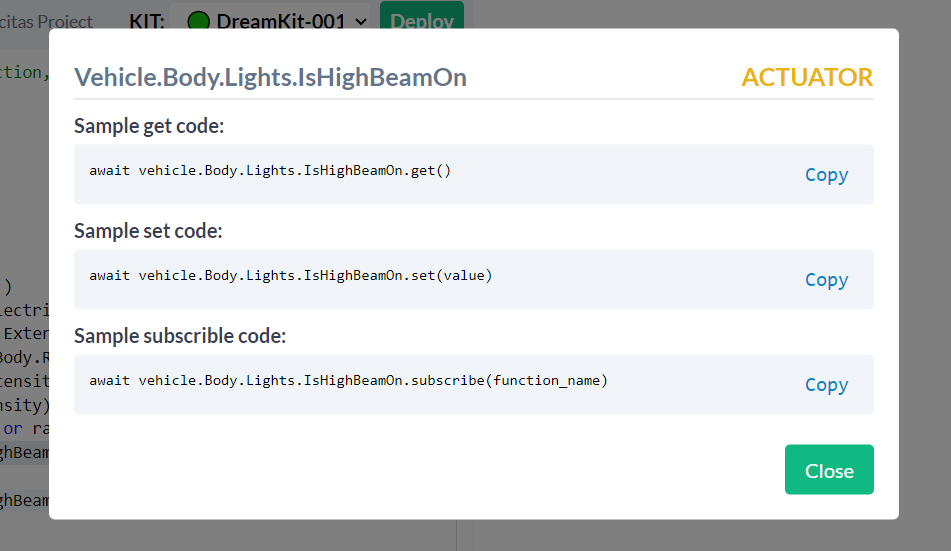 citas Project KIT: DreamKit-001 Deploy
ction,
Vehicle.Body.Lights.IsHighBeamOn ACTUATOR
Sample get code:
await vehicle.Body.Lights.IsHighBeamOn.get() Copy
Sample set code:
await vehicle.Body.Lights.IsHighBeamOn.set(value) Copy
)
Sample subscrible code:
lectri
Exter
Body.R
await vehicle.Body.Lights.IsHighBeamOn.subscribe(function_name) Copy
tensit
nsity)
or ra
ghBeam
Close
ghBeam